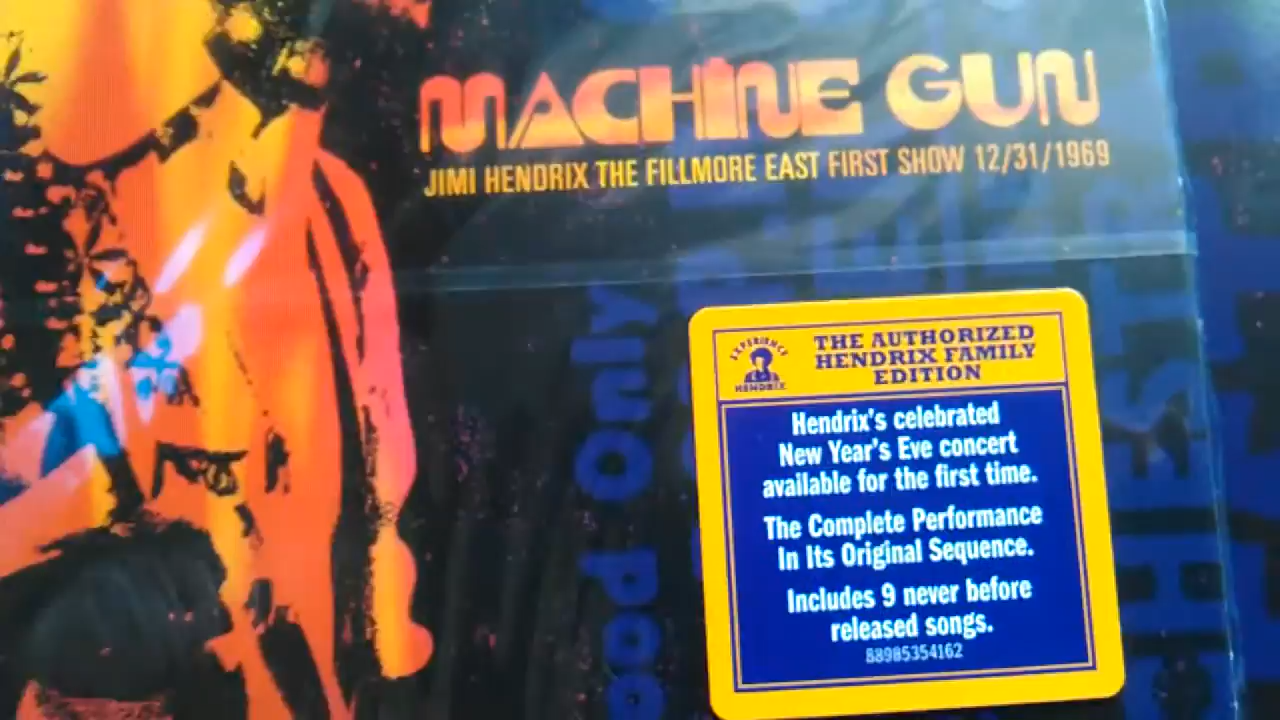 MACHINE GUN
JIMI HENDRIX THE FILLMORE EAST FIRST SHOW 12/31/1969
EXPERIENCE
HENDRIX
THE AUTHORIZED
HENDRIX FAMILY
EDITION
Hendrix's celebrated
New Year's Eve concert
available for the first time.
The Complete Performance
In Its Original Sequence.
Includes 9 never before
released songs.
88985354162
Only